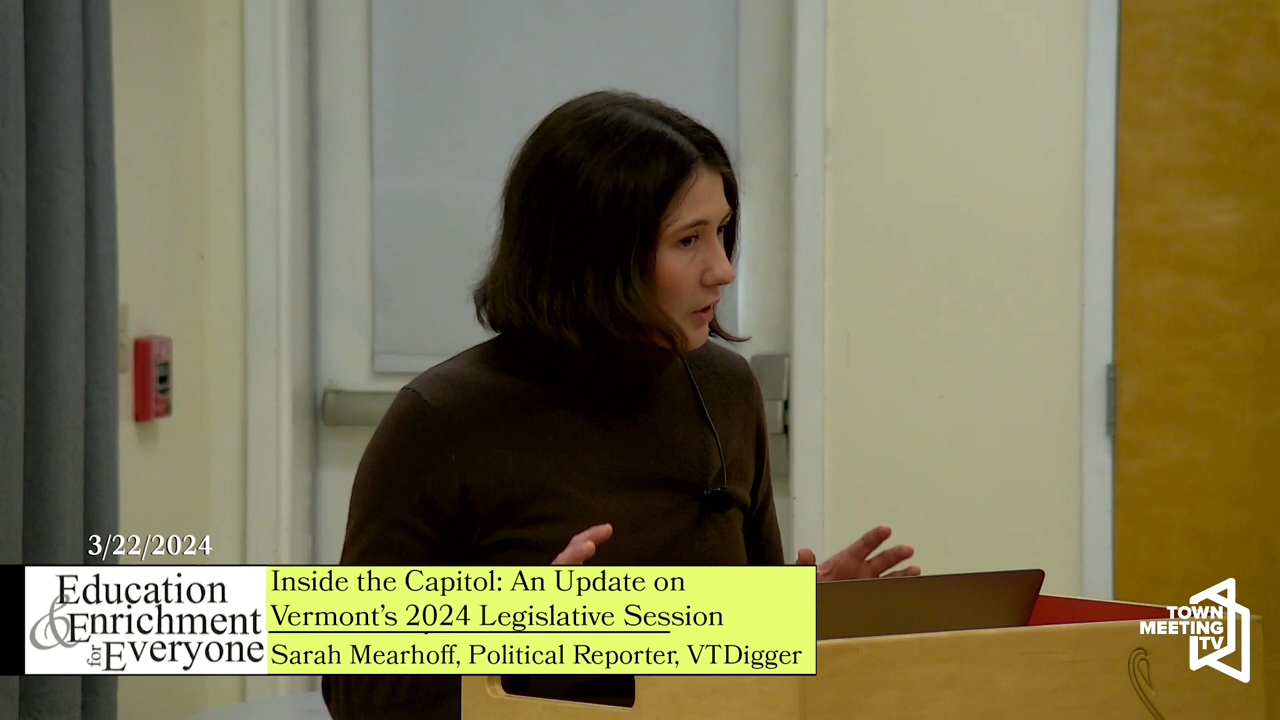 3/22/2024
Education
& Enrichment
for Everyone
Inside the Capitol: An Update on
Vermont's 2024 Legislative Session
Sarah Mearhoff, Political Reporter, VTDigger
TOWN
MEETING
TV